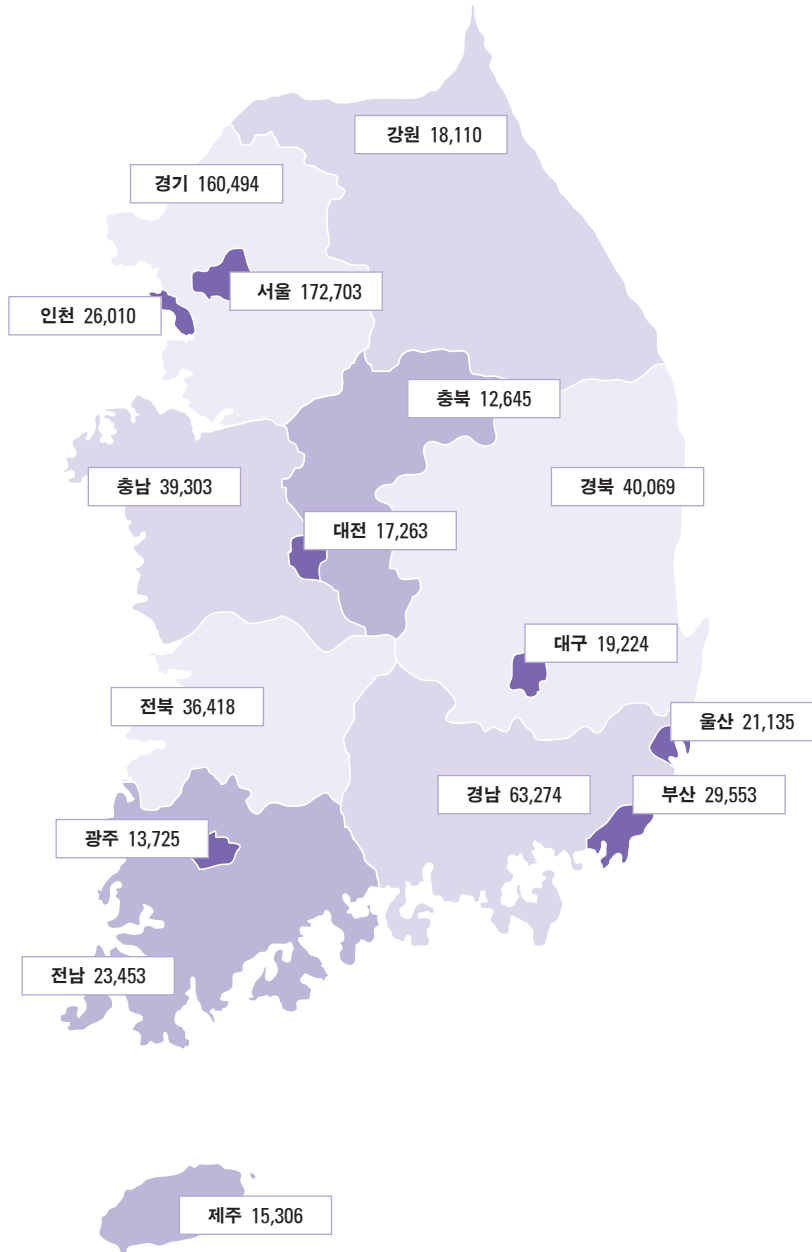 강원 18,110
경기 160,494
서울 172,703
인천 26,010
충북 12,645
충남 39,303
경북 40,069
대전 17,263
대구 19,224
전북 36,418
울산 21,135
경남 63,274
부산 29,553
광주 13,725
전남 23,453
제주 15,306